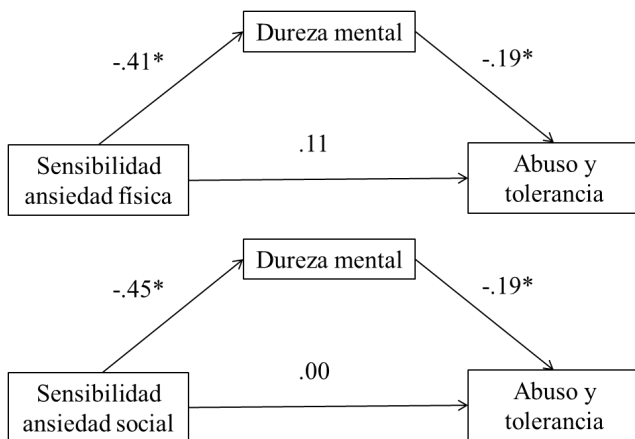 Dureza mental
-.41*
-.19*
.11
Sensibilidad
ansiedad física
Abuso y
tolerancia
Dureza mental
-.45*
-.19*
.00
Sensibilidad
ansiedad social
Abuso y
tolerancia